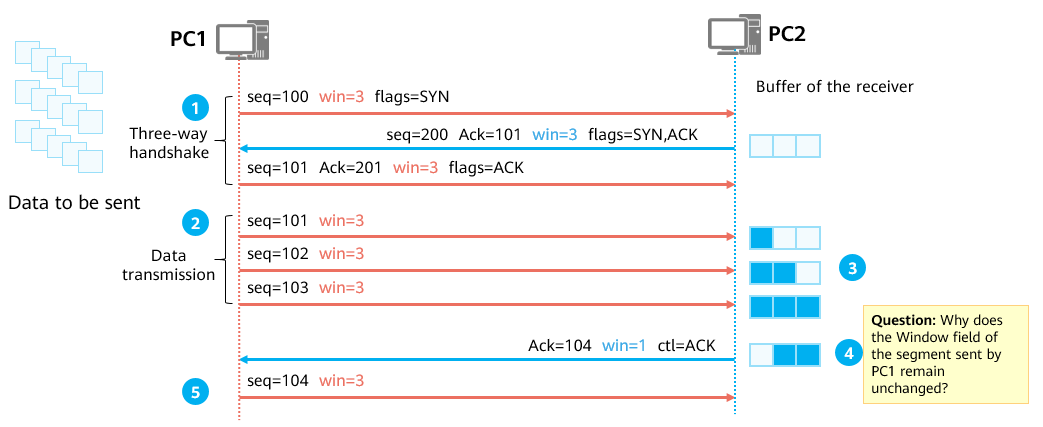 PC1
PC2
Buffer of the receiver
1
seq=100 win=3 flags=SYN
Three-way
handshake
seq=200 Ack=101 win=3 flags=SYN,ACK
seq=101 Ack=201 win=3 flags=ACK
Data to be sent
2
seq=101 win=3
Data
transmission
seq=102 win=3
3
seq=103 win=3
Ack=104 win=1 ctl=ACK
4
Question: Why does
the Window field of
the segment sent by
PC1 remain
unchanged?
5
seq=104 win=3